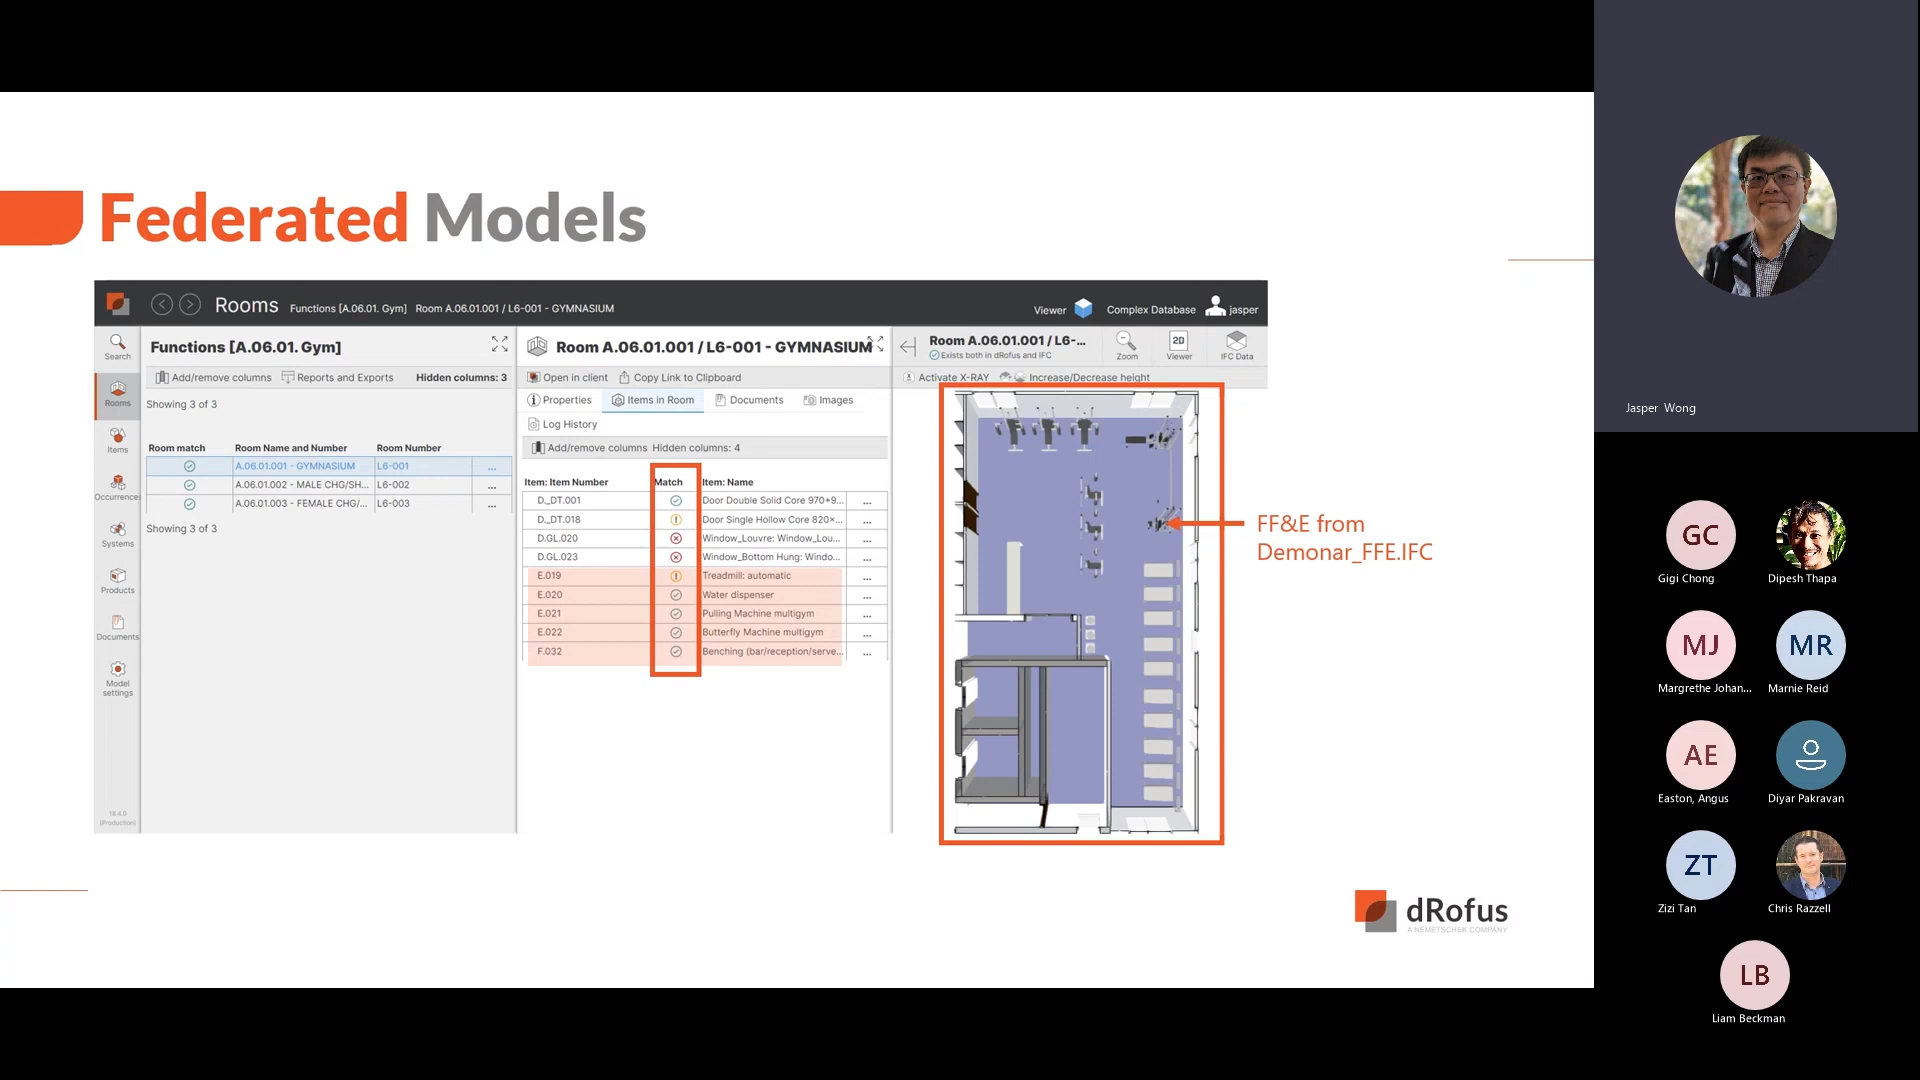 Federated Models
Rooms Functions [A.06.01. Gym] Room A.06.01.001 / L6-001 - GYMNASIUM
Viewer Complex Database jasper
Search
Rooms
Items
Occurrences
Systems
Products
Documents
Model
settings
18.4.0
(Production)
Functions [A.06.01. Gym]
Add/remove columns Reports and Exports Hidden columns: 3
Showing 3 of 3
Room match Room Name and Number Room Number
A.06.01.001 - GYMNASIUM L6-001 ...
A.06.01.002 - MALE CHG/SH... L6-002 ...
A.06.01.003 - FEMALE CHG/... L6-003 ...
Showing 3 of 3
Room A.06.01.001 / L6-001 - GYMNASIUM
Open in client Copy Link to Clipboard
Properties Items in Room Documents Images
Log History
Add/remove columns Hidden columns: 4
Item: Item Number Match Item: Name
D._DT.001 Door Double Solid Core 970+9... ...
D._DT.018 Door Single Hollow Core 820x... ...
D.GL.020 Window_Louvre: Window_Lou... ...
D.GL.023 Window_Bottom Hung: Windo... ...
E.019 Treadmill: automatic ...
E.020 Water dispenser ...
E.021 Pulling Machine multigym ...
E.022 Butterfly Machine multigym ...
F.032 Benching (bar/reception/serve... ...
Room A.06.01.001 / L6-...
Exists both in dRofus and IFC
Zoom
2D
Viewer
IFC Data
Activate X-RAY Increase/Decrease height
FF&E from
Demonar_FFE.IFC
dRofus
A NEMETSCHEK COMPANY
Jasper Wong
GC
Gigi Chong
Dipesh Thapa
MJ
Margrethe Johan...
MR
Marnie Reid
AE
Easton, Angus
Diyar Pakravan
ZT
Zizi Tan
Chris Razzell
LB
Liam Beckman